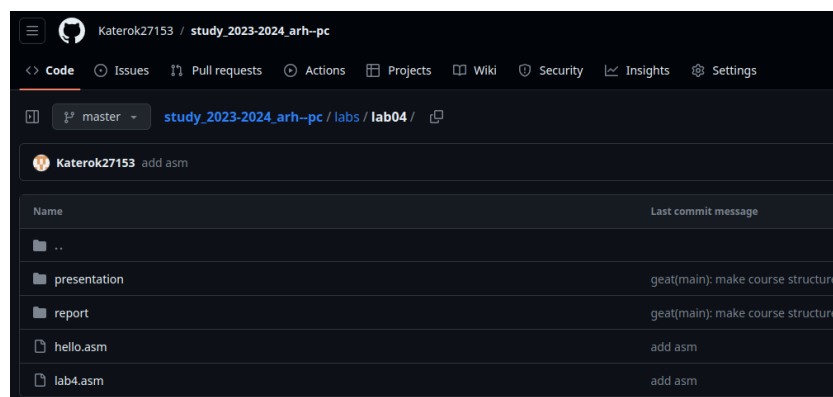 Katerok27153 / study_2023-2024_arh--pc
Code Issues Pull requests Actions Projects Wiki Security Insights Settings
master study_2023-2024_arh--pc / labs / lab04 /
Katerok27153 add asm
Name Last commit message
..
presentation geat(main): make course structure
report geat(main): make course structure
hello.asm add asm
lab4.asm add asm